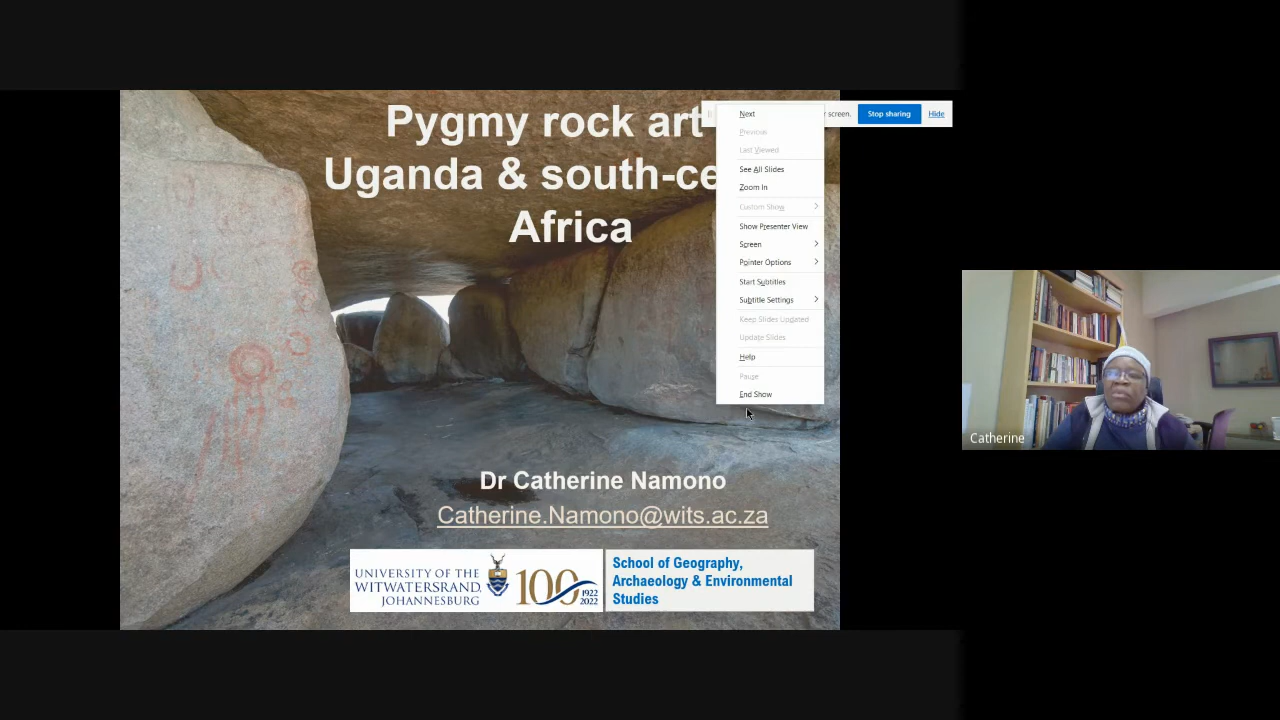 Pygmy rock art
Uganda & south-ce
Africa
Next
Previous
Last Viewed
See All Slides
Zoom In
Custom Show
Show Presenter View
Screen
Pointer Options
Start Subtitles
Subtitle Settings
Keep Slides Updated
Update Slides
Help
Pause
End Show
r screen.
Stop sharing
Hide
Dr Catherine Namono
Catherine.Namono@wits.ac.za
UNIVERSITY OF THE
WITWATERSRAND,
JOHANNESBURG
100
1922
2022
School of Geography,
Archaeology & Environmental
Studies
Catherine